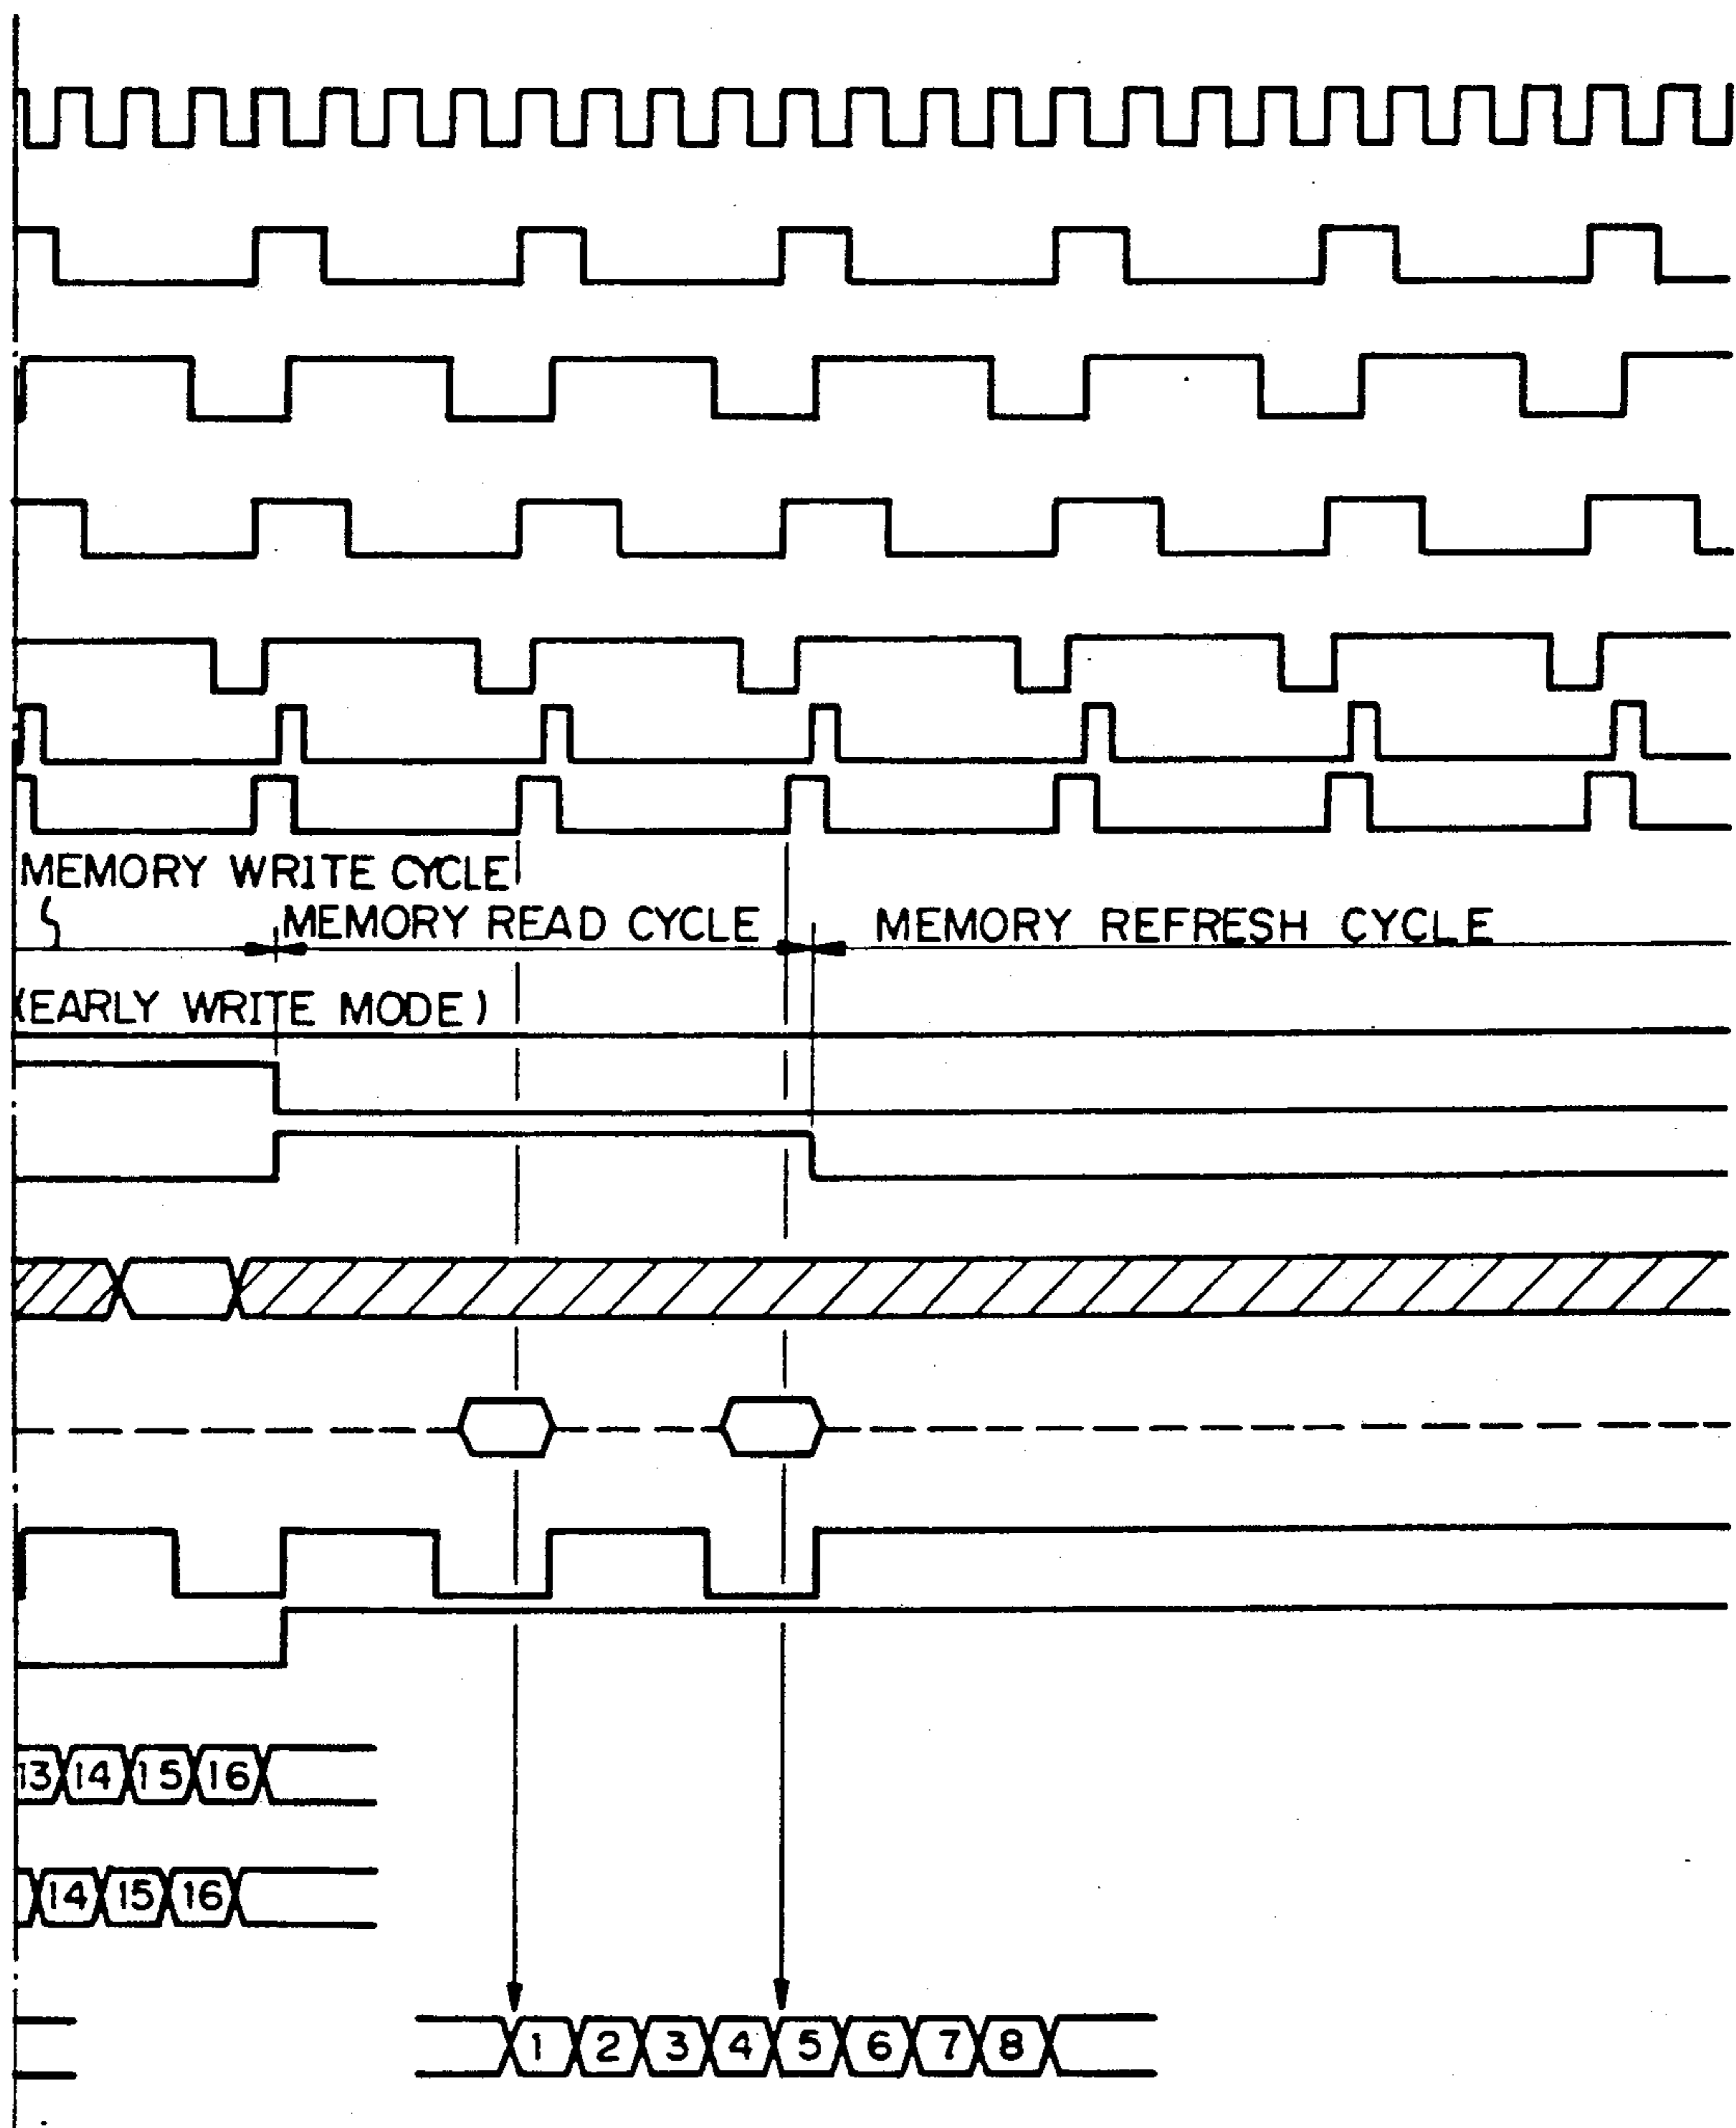 MEMORY WRITE CYCLE
MEMORY READ CYCLE MEMORY REFRESH CYCLE
(EARLY WRITE MODE)
13 14 15 16
14 15 16
1 2 3 4 5 6 7 8